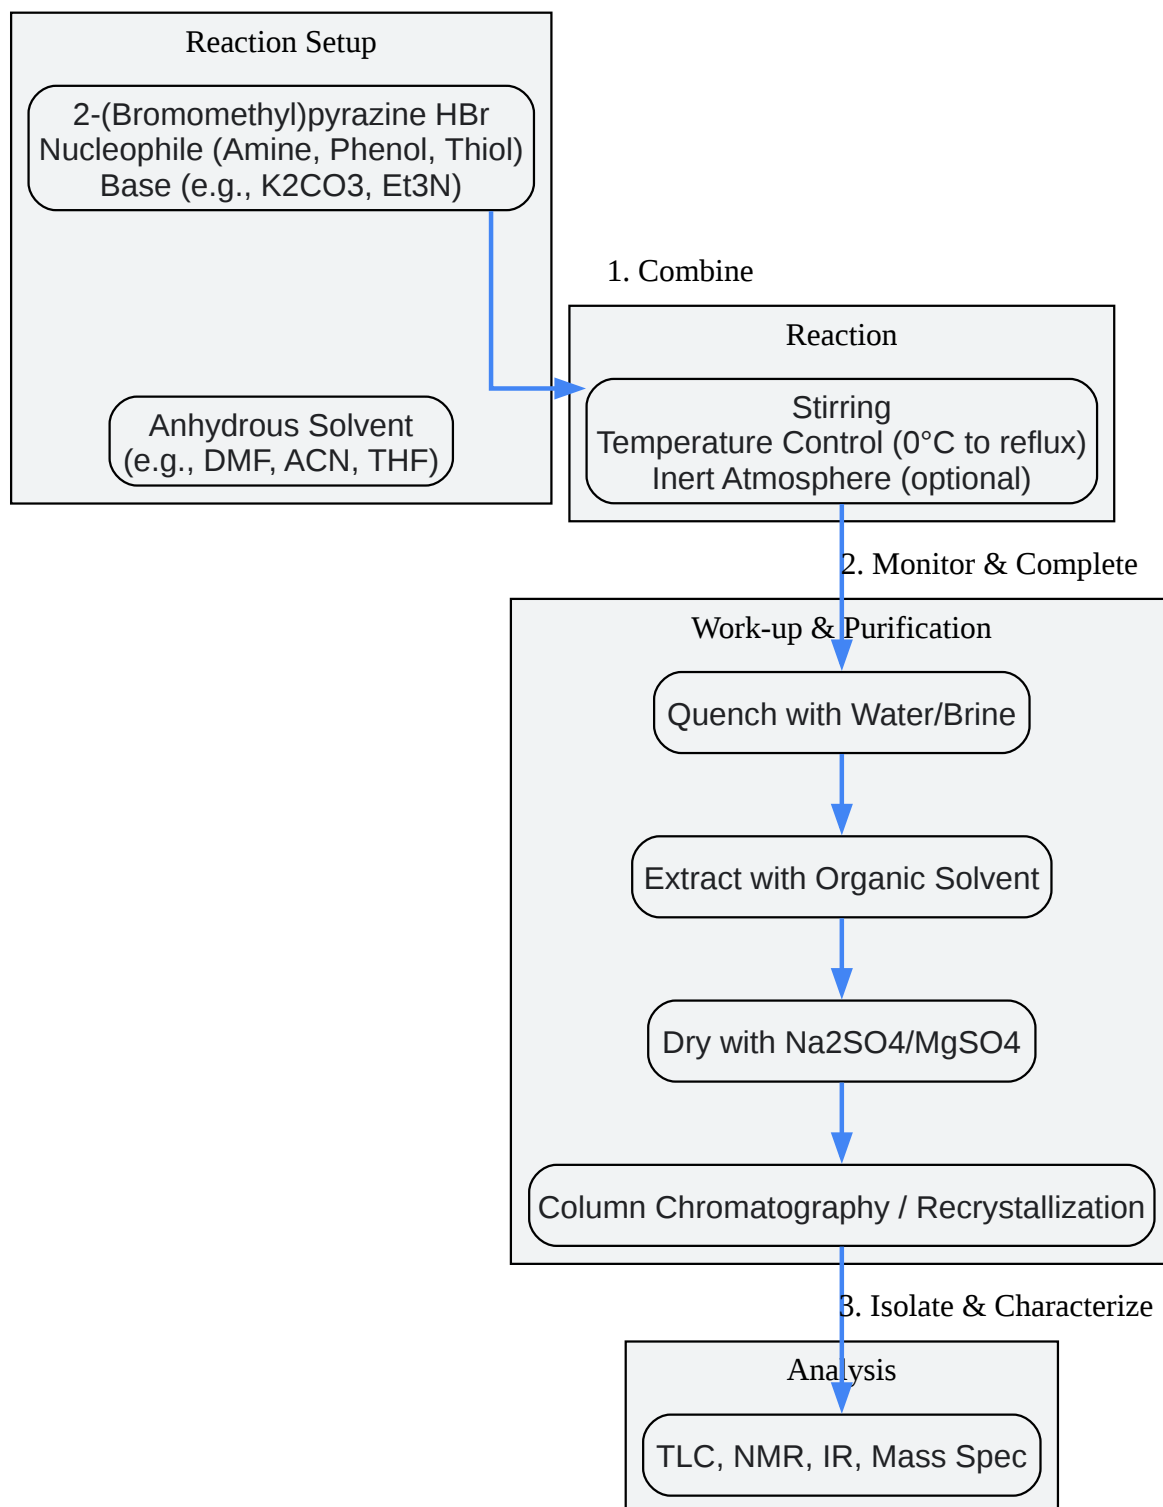 Reaction Setup
2-(Bromomethyl)pyrazine HBr
Nucleophile (Amine, Phenol, Thiol)
Base (e.g., K2CO3, Et3N)
Anhydrous Solvent
(e.g., DMF, ACN, THF)
1. Combine
Reaction
Stirring
Temperature Control (0°C to reflux)
Inert Atmosphere (optional)
2. Monitor & Complete
Work-up & Purification
Quench with Water/Brine
Extract with Organic Solvent
Dry with Na2SO4/MgSO4
Column Chromatography / Recrystallization
3. Isolate & Characterize
Analysis
TLC, NMR, IR, Mass Spec